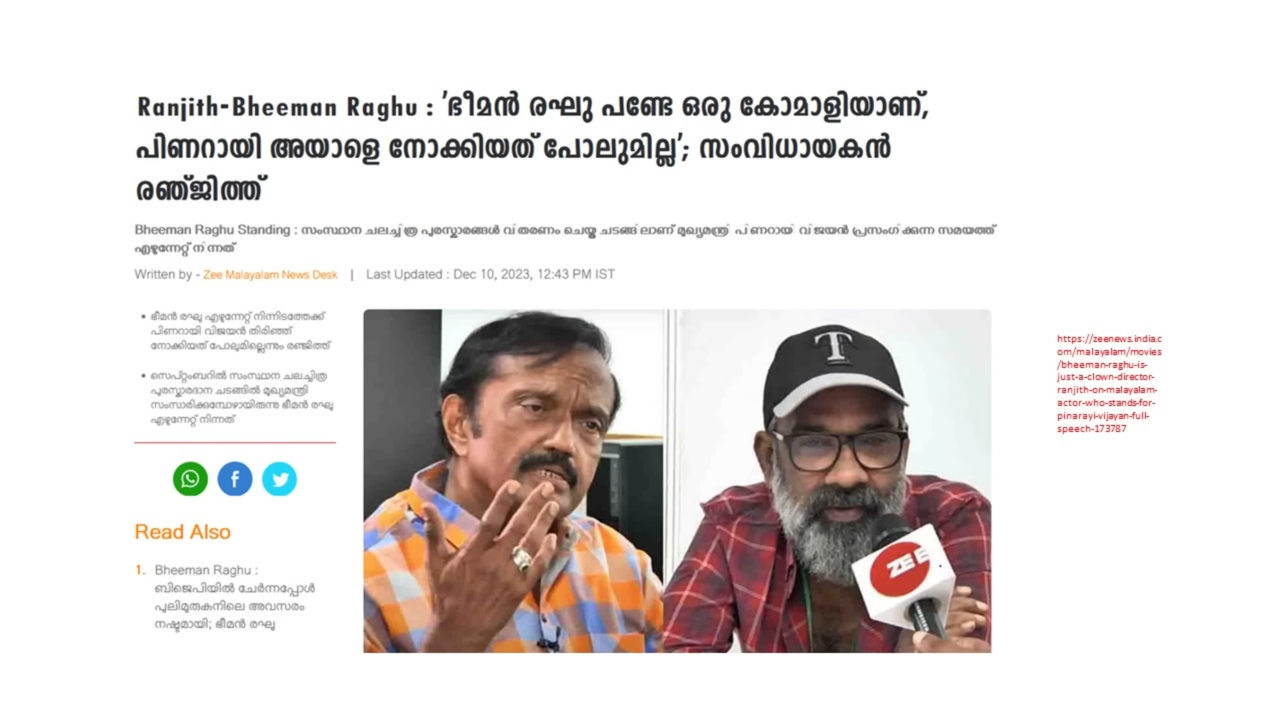 Ranjith-Bheeman Raghu : 'ഭീമൻ രഘു പണ്ടേ ഒരു കോമാളിയാണ്,
പിണറായി അയാളെ നോക്കിയത് പോലുമില്ല'; സംവിധായകൻ
രഞ്ജിത്ത്
Bheeman Raghu Standing : സംസ്ഥാന ചലച്ചിത്ര പുരസ്കാരങ്ങൾ വിതരണം ചെയ്ത ചടങ്ങിലാണ് മുഖ്യമന്ത്രി പിണറായി വിജയൻ പ്രസംഗിക്കുന്ന സമയത്ത്
എഴുന്നേറ്റ് നിന്നത്
Written by - Zee Malayalam News Desk | Last Updated : Dec 10, 2023, 12:43 PM IST
• ഭീമൻ രഘു എഴുന്നേറ്റ് നിന്നിടത്തേക്ക്
പിണറായി വിജയൻ തിരിഞ്ഞ്
നോക്കിയത് പോലുമില്ലെന്നും രഞ്ജിത്ത്
• സെപ്റ്റംബറിൽ സംസ്ഥാന ചലച്ചിത്ര
പുരസ്കാരദാന ചടങ്ങിൽ മുഖ്യമന്ത്രി
സംസാരിക്കുമ്പോഴായിരുന്നു ഭീമൻ രഘു
എഴുന്നേറ്റ് നിന്നത്
Read Also
1. Bheeman Raghu :
ബിജെപിയിൽ ചേർന്നപ്പോൾ
പുലിമുരുകനിലെ അവസരം
നഷ്ടമായി; ഭീമൻ രഘു
T
ZEE
https://zeenews.india.c
om/malayalam/movies
/bheeman-raghu-is-
just-a-clown-director-
ranjith-on-malayalam-
actor-who-stands-for-
pinarayi-vijayan-full-
speech-173787